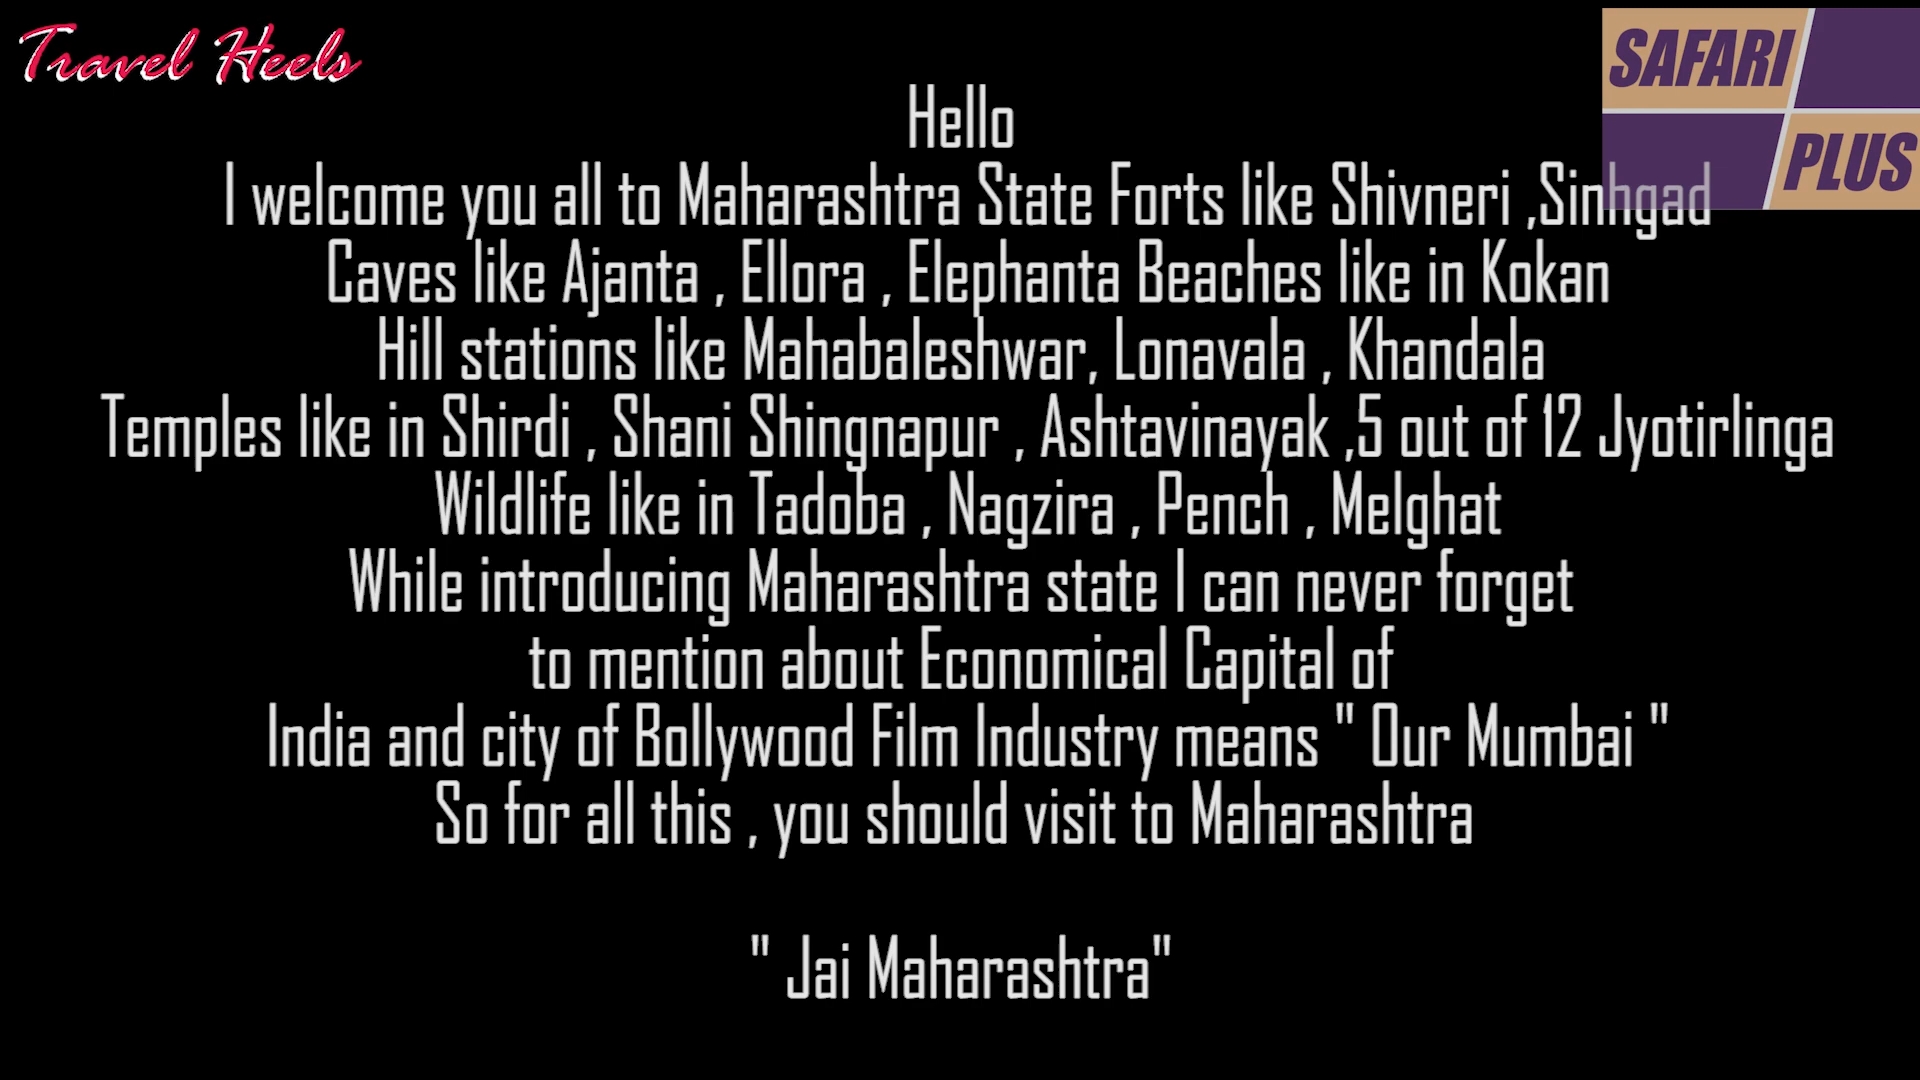 Travel Heels
SAFARI
PLUS
Hello
I welcome you all to Maharashtra State Forts like Shivneri ,Sinhgad
Caves like Ajanta , Ellora , Elephanta Beaches like in Kokan
Hill stations like Mahabaleshwar, Lonavala , Khandala
Temples like in Shirdi , Shani Shingnapur , Ashtavinayak ,5 out of 12 Jyotirlinga
Wildlife like in Tadoba , Nagzira , Pench , Melghat
While introducing Maharashtra state I can never forget
to mention about Economical Capital of
India and city of Bollywood Film Industry means " Our Mumbai "
So for all this , you should visit to Maharashtra
" Jai Maharashtra"